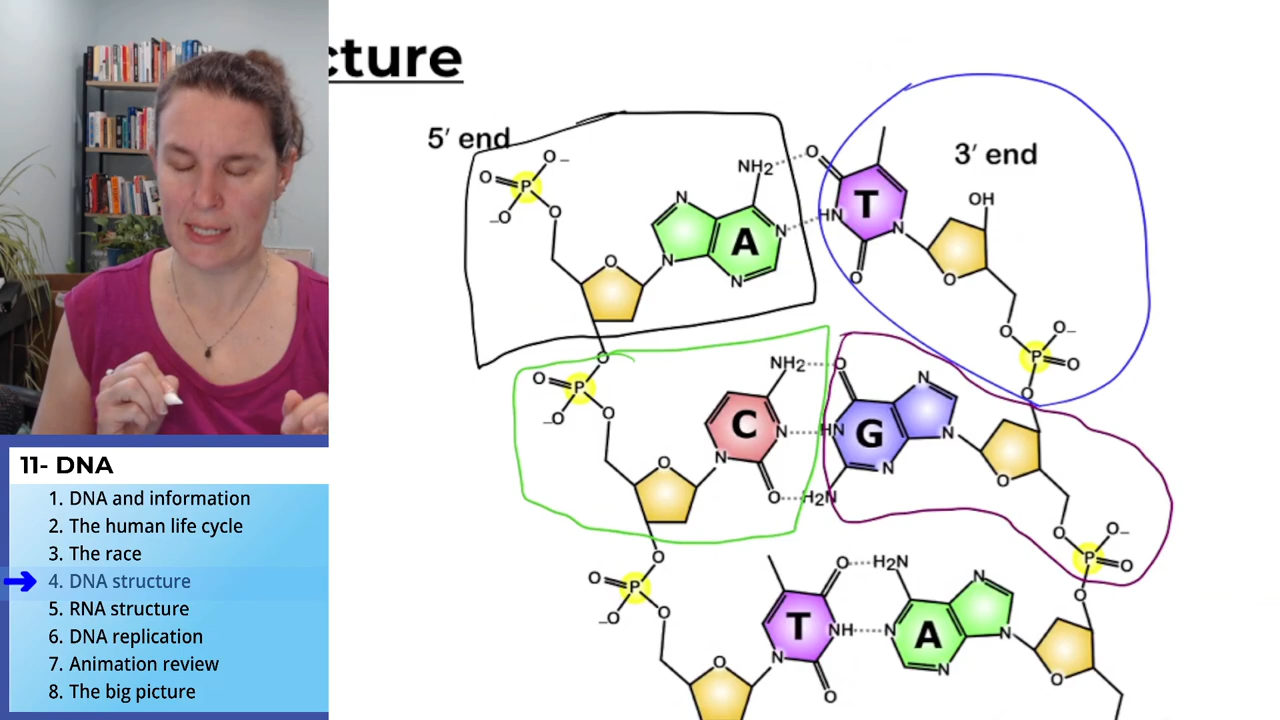 cture
5′ end
3′ end
O−
O
P
−O
O
NH2
N
A
N
N
N
O
O
HN
T
N
O
OH
O
O
O−
P
O
O
O
O
P
−O
O
NH2
C
N
N
O
O
O
HN
G
N
N
N
H2N
O
O
O−
P
O
O
O
O
P
−O
O
O
NH
T
N
O
O
H2N
N
A
N
N
N
O
11- DNA
1. DNA and information
2. The human life cycle
3. The race
4. DNA structure
5. RNA structure
6. DNA replication
7. Animation review
8. The big picture